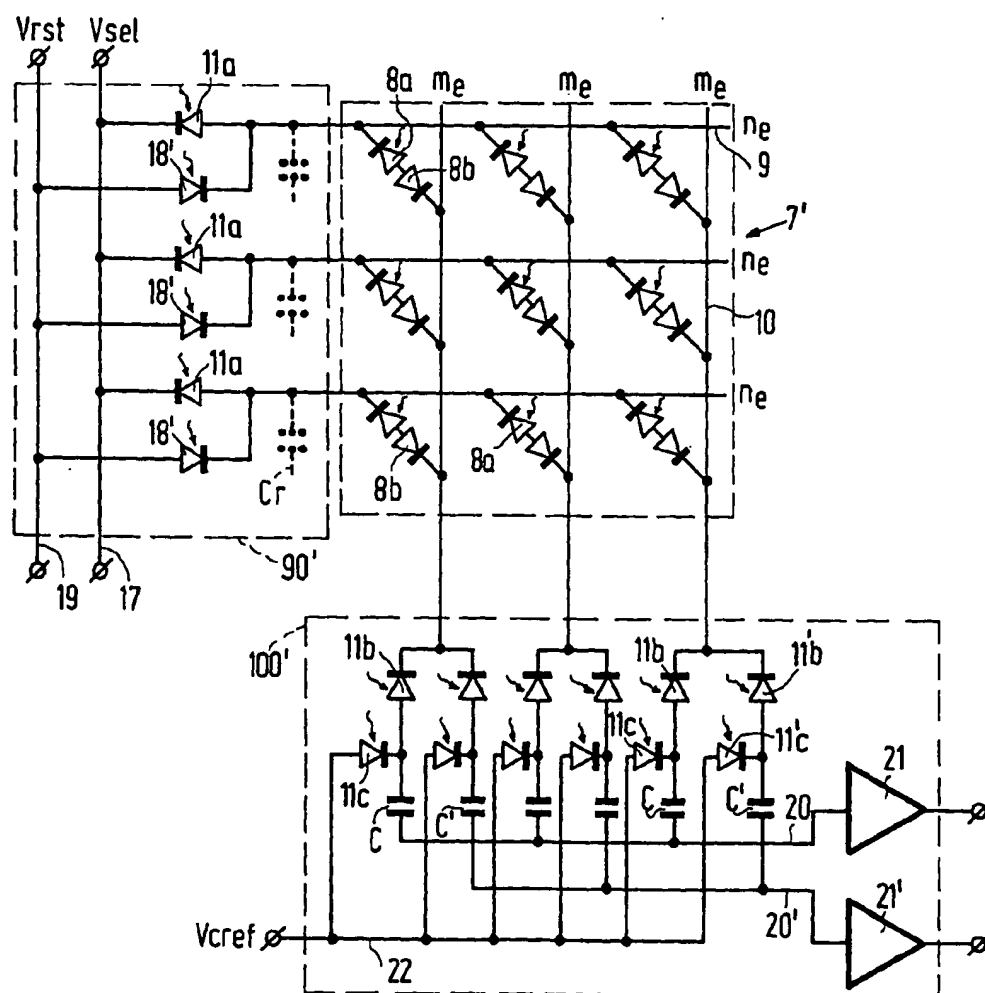 Vrst Vsel
11a 8a me me me
ne
9
18' 8b
7'
11a ne
18' 10
11a ne
18' 8a
Cr 8b
90'
19 17
100' 11b 11b 11'b
11c 11'c
11c C C' 21
C C' 20
20' 21'
Vcref
22